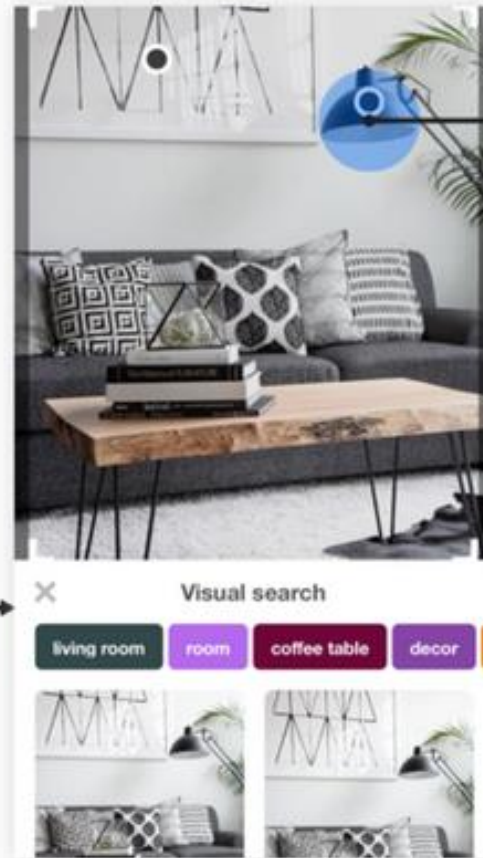 Visual search
living room
room
coffee table
decor